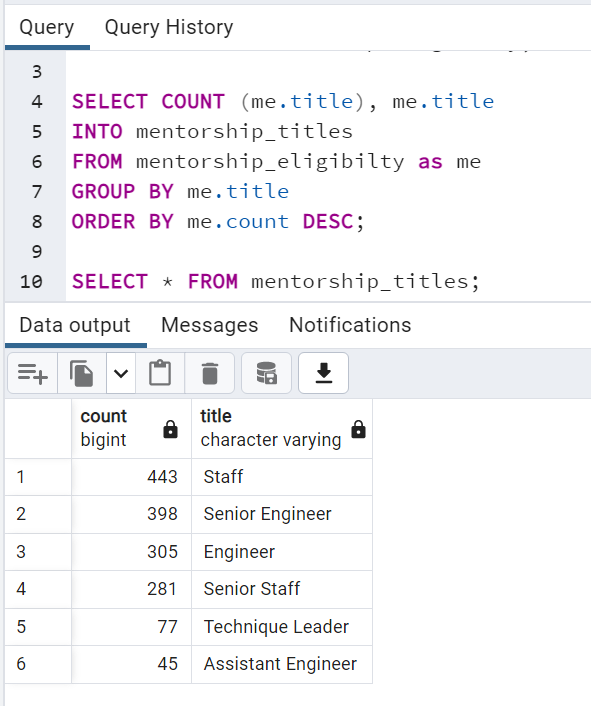 Query Query History
3
4 SELECT COUNT (me.title), me.title
5 INTO mentorship_titles
6 FROM mentorship_eligibilty as me
7 GROUP BY me.title
8 ORDER BY me.count DESC;
9
10 SELECT * FROM mentorship_titles;
Data output Messages Notifications
count title
bigint character varying
1 443 Staff
2 398 Senior Engineer
3 305 Engineer
4 281 Senior Staff
5 77 Technique Leader
6 45 Assistant Engineer